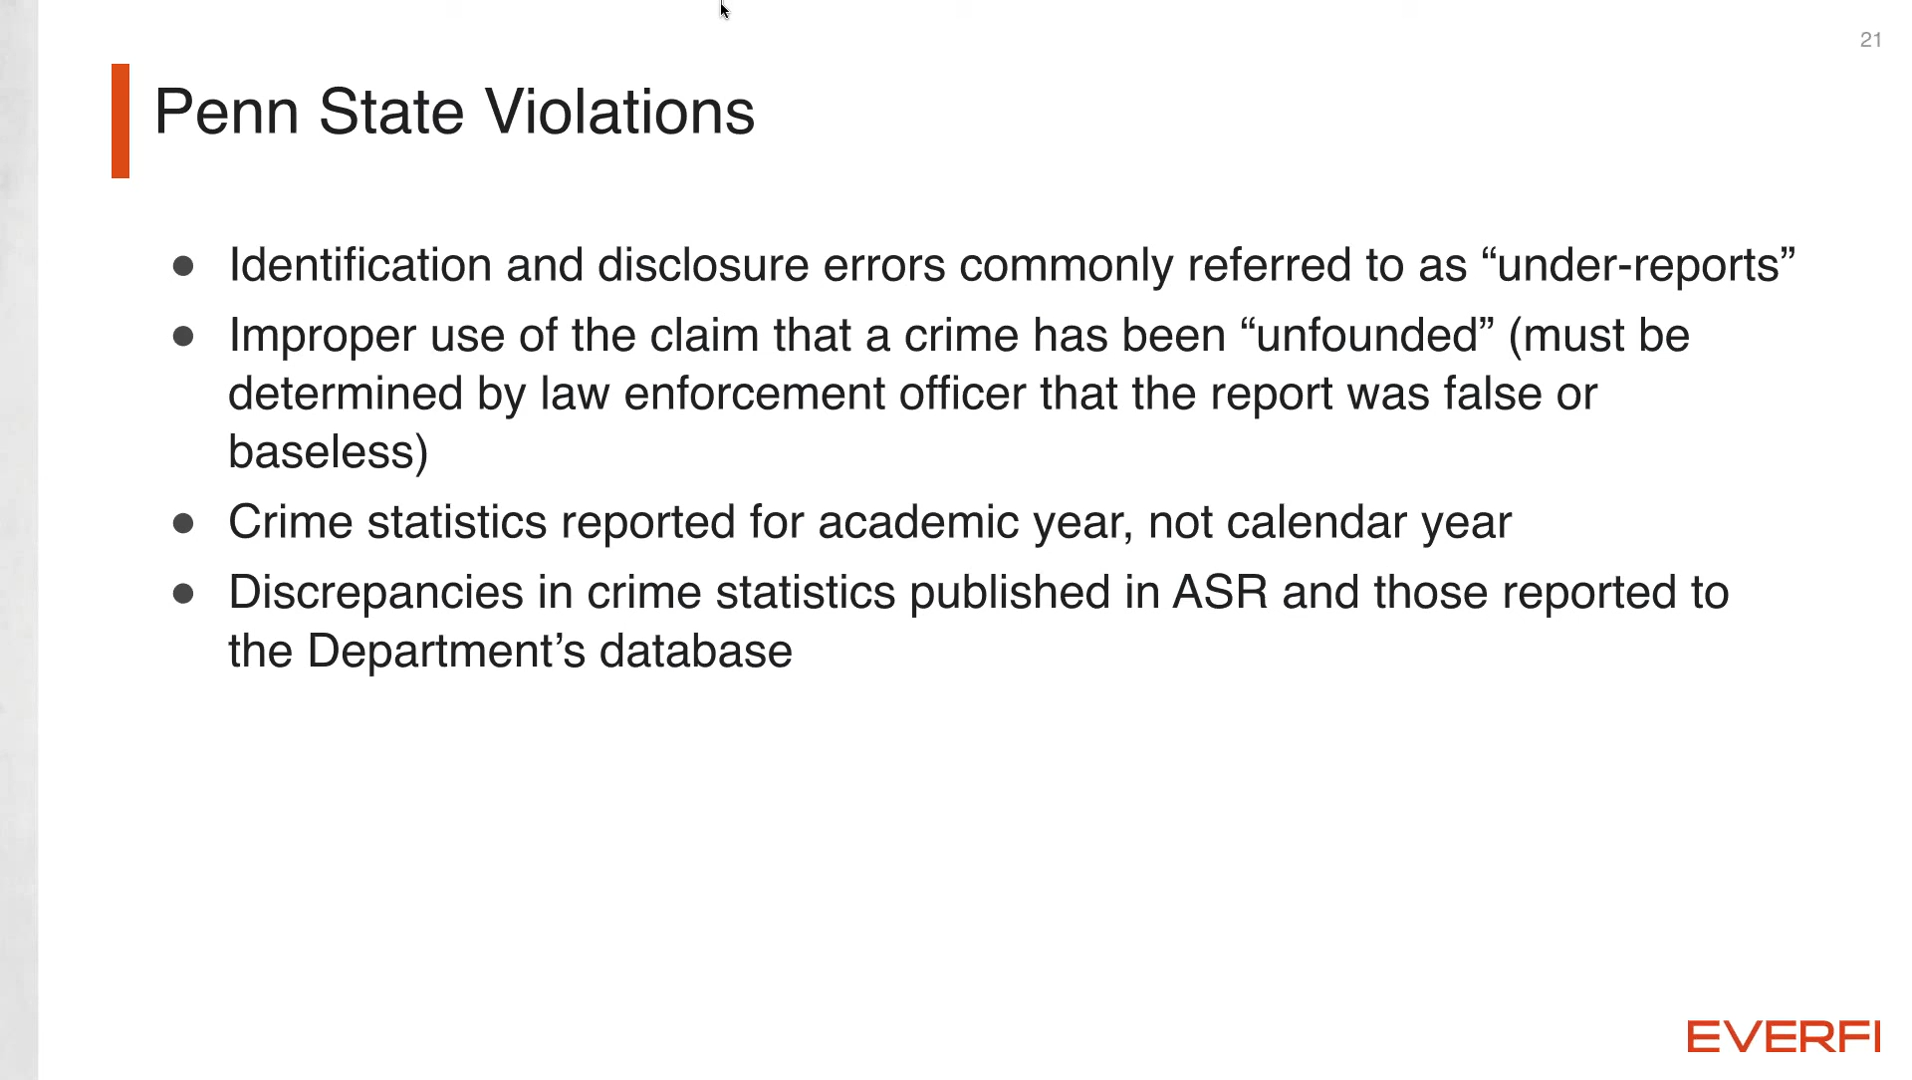 21
Penn State Violations
● Identification and disclosure errors commonly referred to as “under-reports”
● Improper use of the claim that a crime has been “unfounded” (must be
determined by law enforcement officer that the report was false or
baseless)
● Crime statistics reported for academic year, not calendar year
● Discrepancies in crime statistics published in ASR and those reported to
the Department’s database
EVERFI